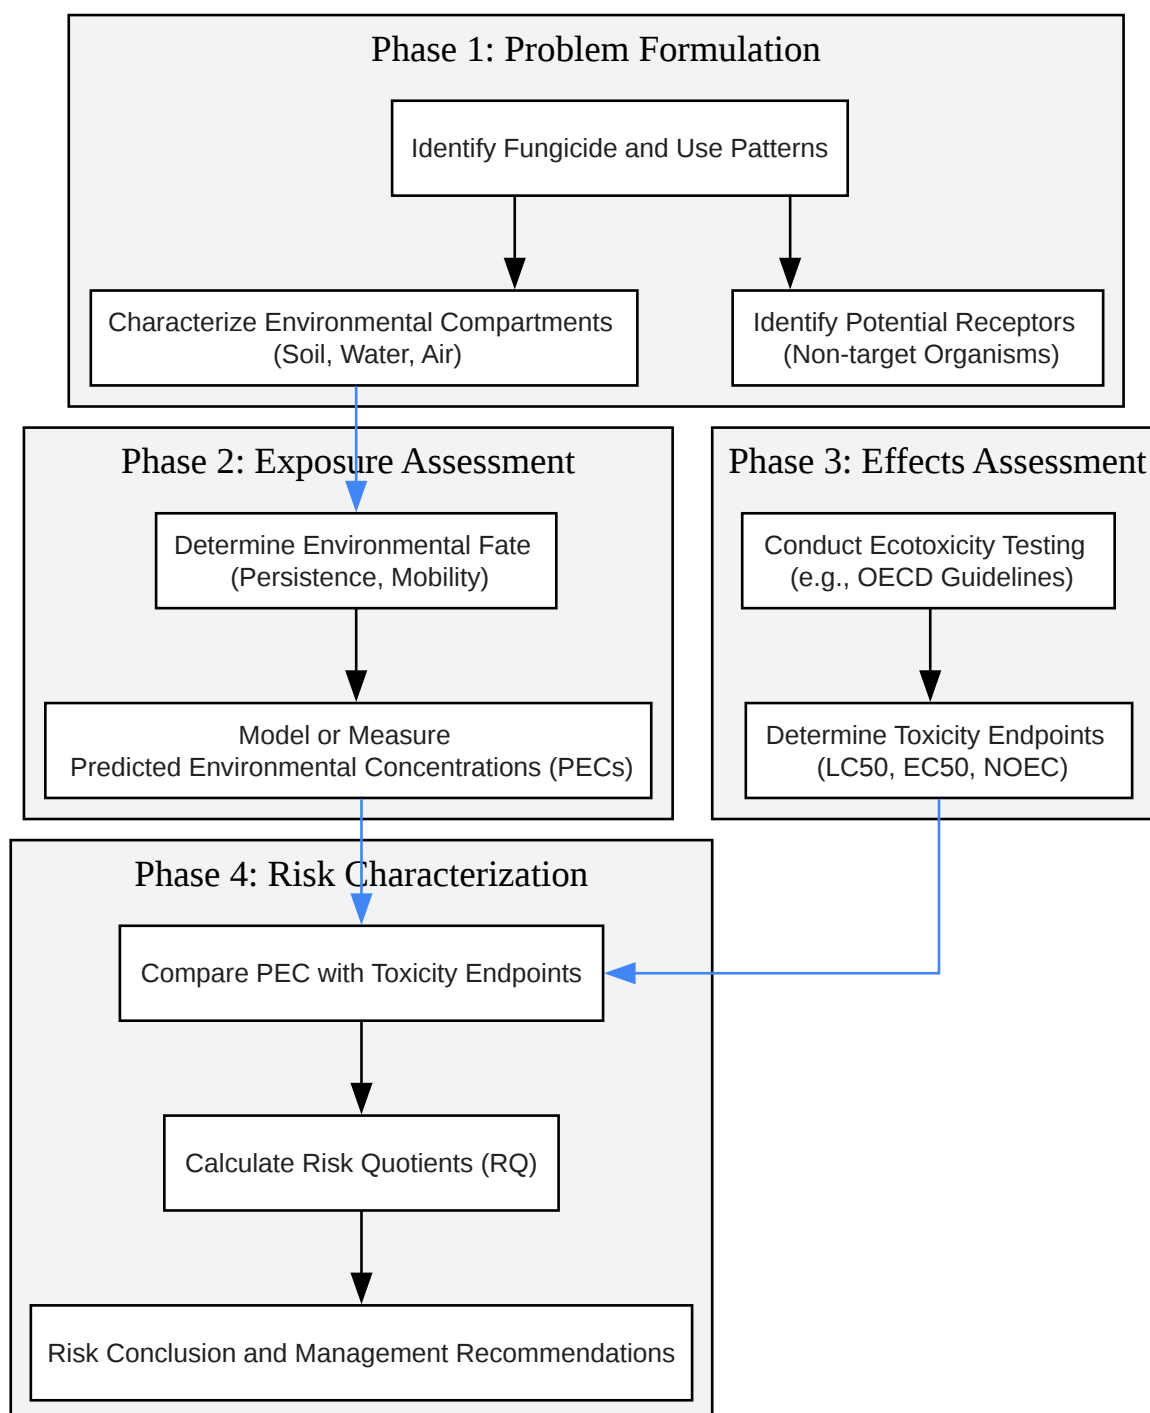 Phase 1: Problem Formulation
Identify Fungicide and Use Patterns
Characterize Environmental Compartments
(Soil, Water, Air)
Identify Potential Receptors
(Non-target Organisms)
Phase 2: Exposure Assessment
Determine Environmental Fate
(Persistence, Mobility)
Model or Measure
Predicted Environmental Concentrations (PECs)
Phase 3: Effects Assessment
Conduct Ecotoxicity Testing
(e.g., OECD Guidelines)
Determine Toxicity Endpoints
(LC50, EC50, NOEC)
Phase 4: Risk Characterization
Compare PEC with Toxicity Endpoints
Calculate Risk Quotients (RQ)
Risk Conclusion and Management Recommendations